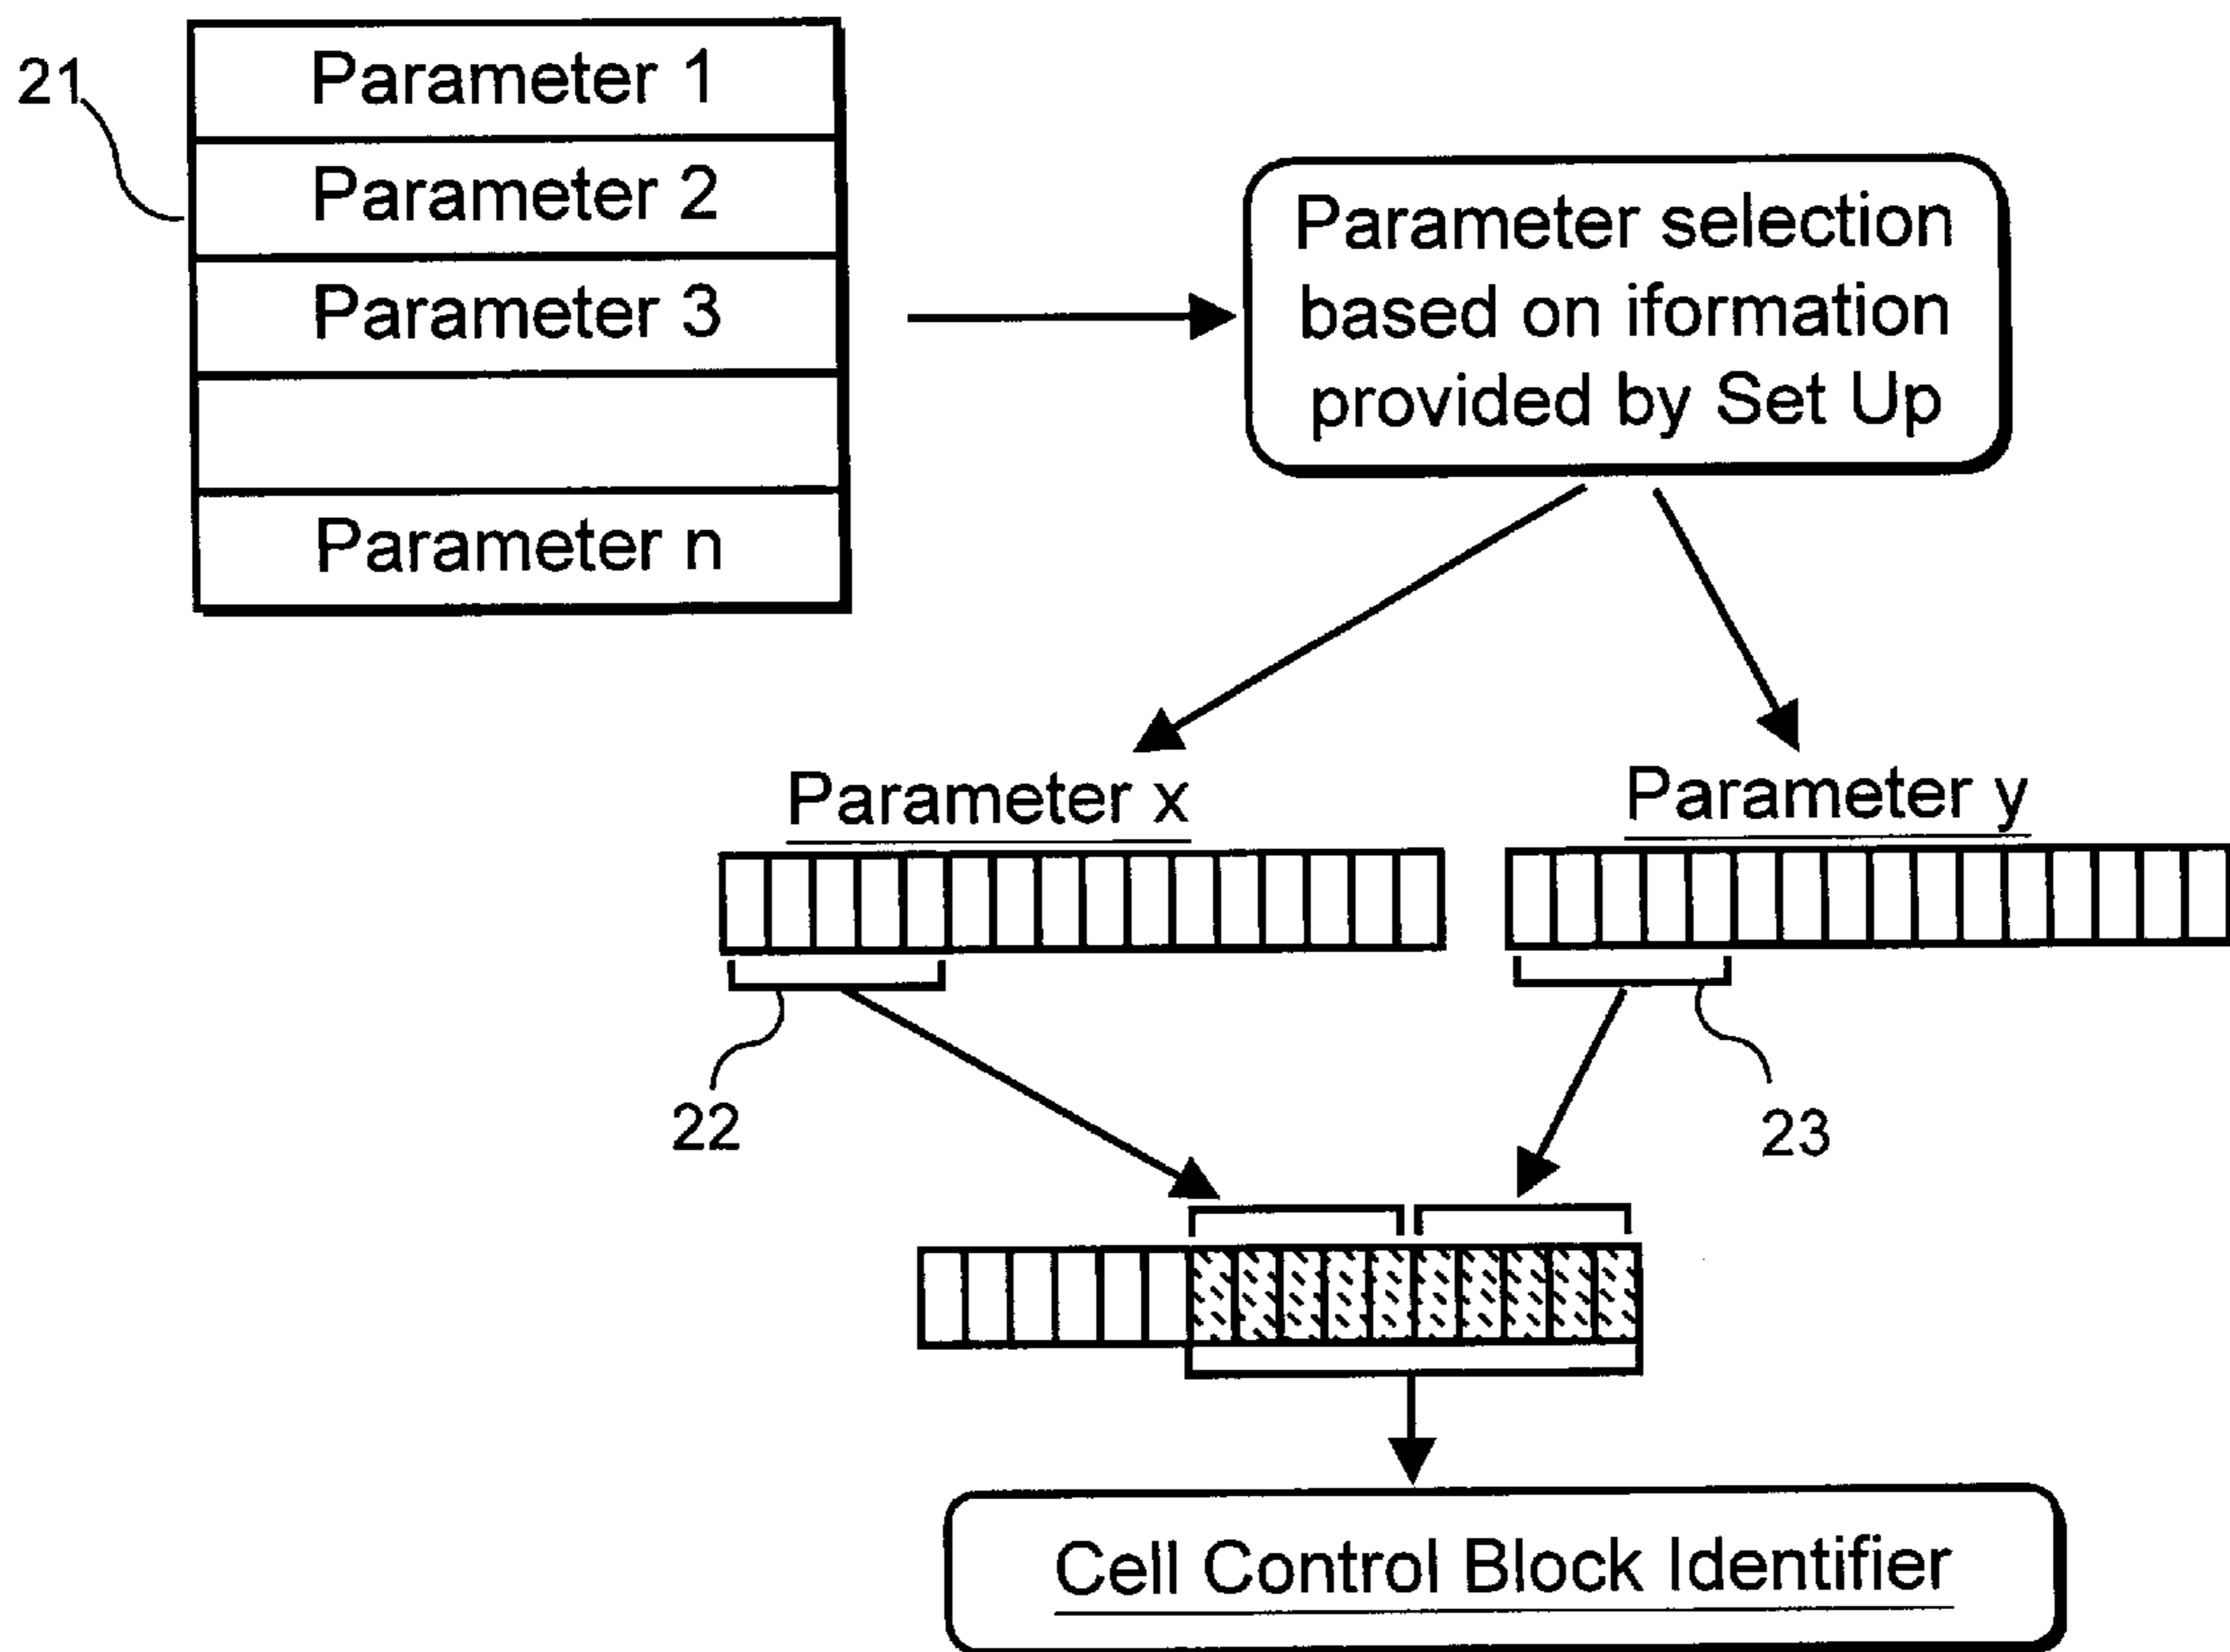 21
Parameter 1
Parameter 2
Parameter 3
Parameter n
Parameter selection
based on iformation
provided by Set Up
Parameter x
Parameter y
22
23
Cell Control Block Identifier